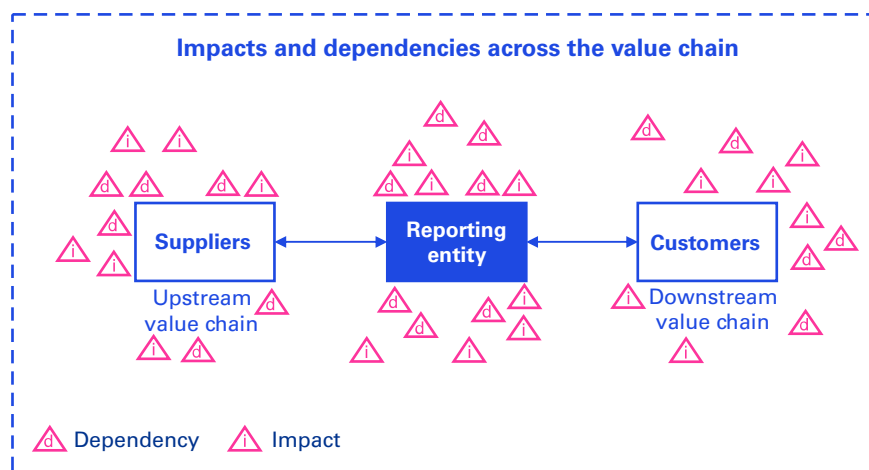 Impacts and dependencies across the value chain
d
d
i i
i
d
d
i
d d d i
d i d i
i i
d
Suppliers
Reporting
entity
Customers
i
d
i
i
d
d
Upstream
value chain
d
d
d
i
i
i
Downstream
value chain
d
d
i
i d
i i
i
d Dependency i Impact